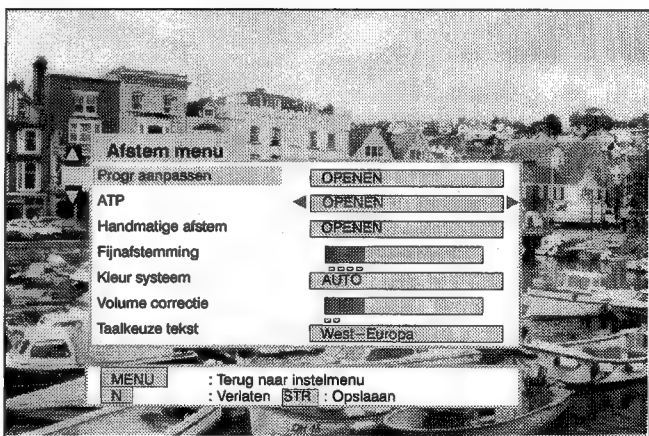 Afstem menu
Progr aanpassen OPENEN
ATP OPENEN
Handmatige afstem OPENEN
Fijnafstemming
Kleur systeem AUTO
Volume correctie
Taalkeuze tekst West-Europa
MENU : Terug naar instelmenu
N : Verlaten STR : Opslaaan